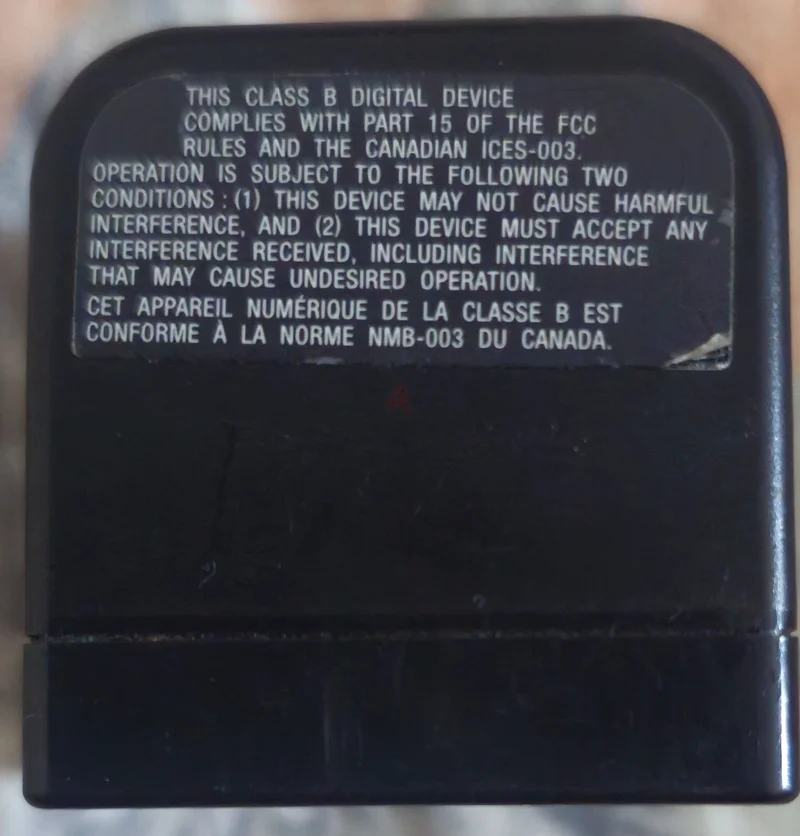 THIS CLASS B DIGITAL DEVICE
COMPLIES WITH PART 15 OF THE FCC
RULES AND THE CANADIAN ICES-003.
OPERATION IS SUBJECT TO THE FOLLOWING TWO
CONDITIONS : (1) THIS DEVICE MAY NOT CAUSE HARMFUL
INTERFERENCE, AND (2) THIS DEVICE MUST ACCEPT ANY
INTERFERENCE RECEIVED, INCLUDING INTERFERENCE
THAT MAY CAUSE UNDESIRED OPERATION.
CET APPAREIL NUMÉRIQUE DE LA CLASSE B EST
CONFORME À LA NORME NMB-003 DU CANADA.